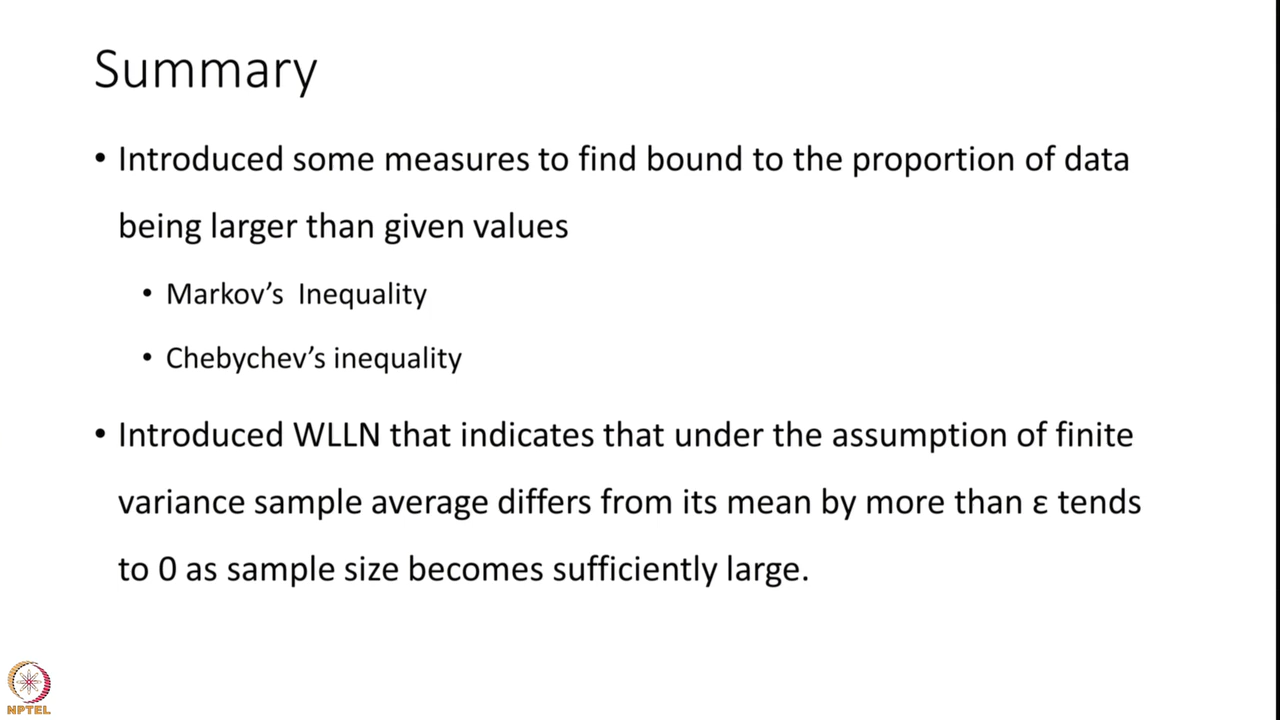 Summary
• Introduced some measures to find bound to the proportion of data
being larger than given values
• Markov’s Inequality
• Chebychev’s inequality
• Introduced WLLN that indicates that under the assumption of finite
variance sample average differs from its mean by more than ε tends
to 0 as sample size becomes sufficiently large.
NPTEL